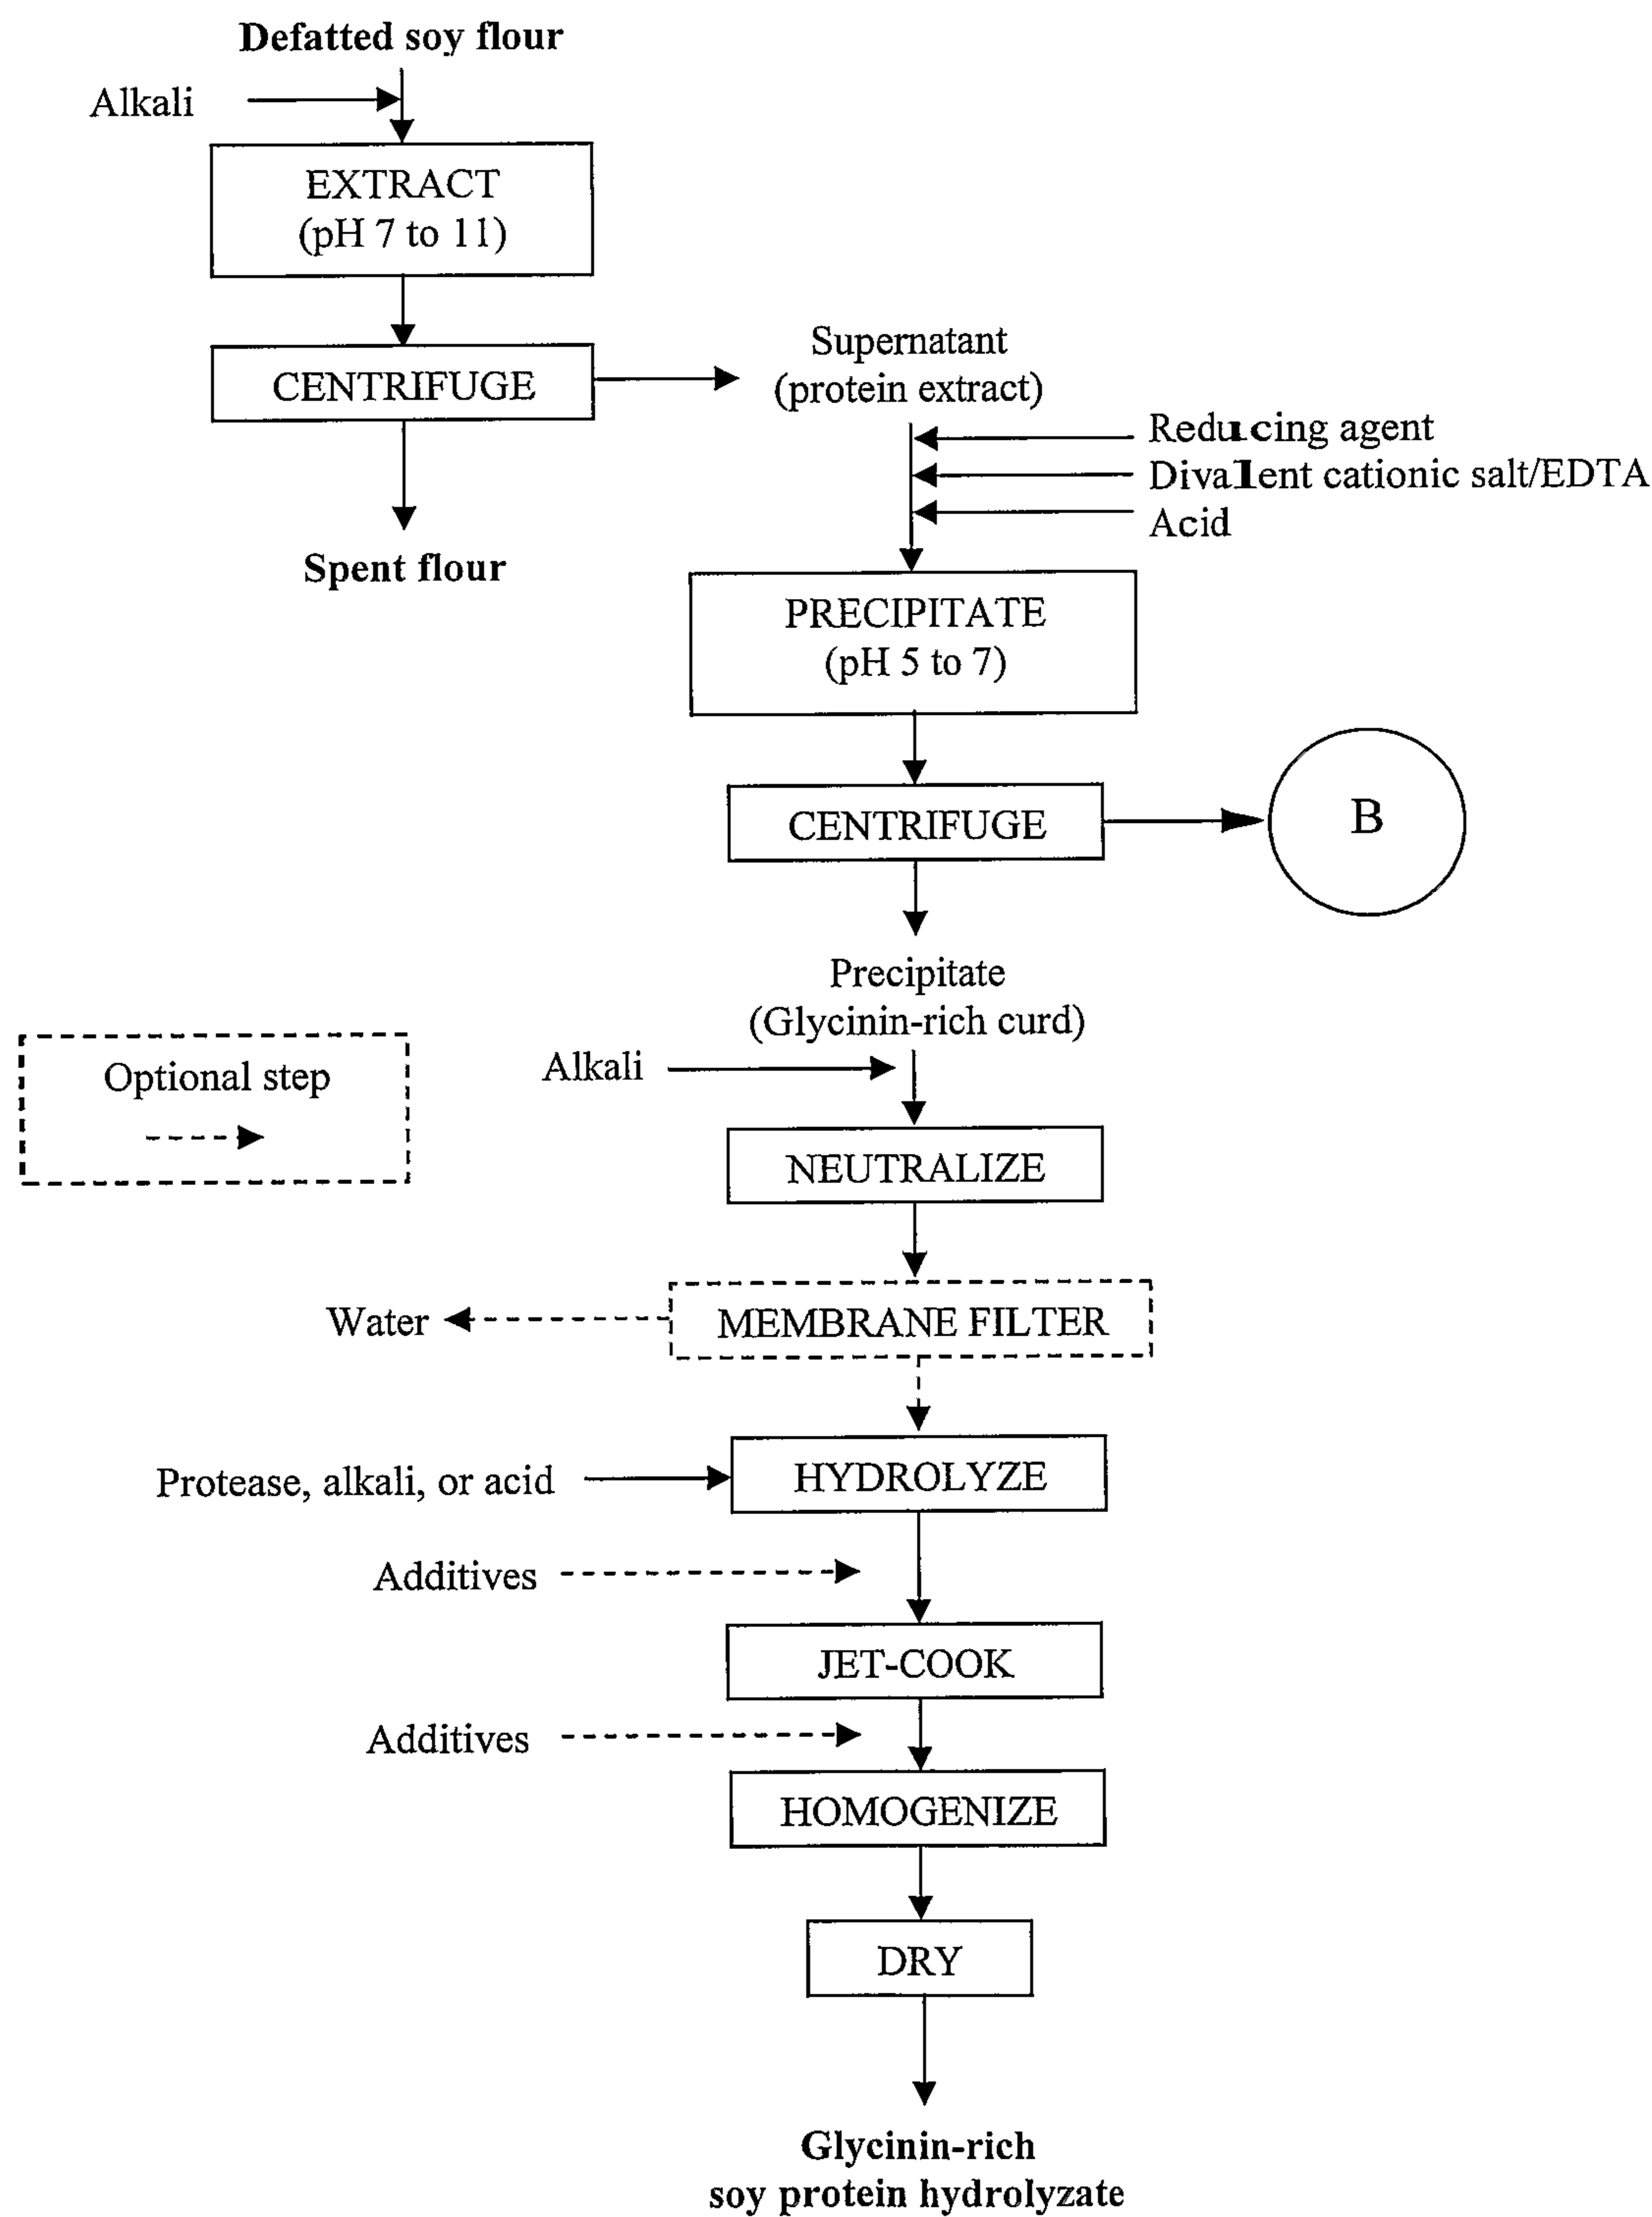 Defatted soy flour
Alkali
EXTRACT
(pH 7 to 11)
CENTRIFUGE
Supernatant
(protein extract)
Reducing agent
Divalent cationic salt/EDTA
Acid
Spent flour
PRECIPITATE
(pH 5 to 7)
CENTRIFUGE
B
Precipitate
(Glycinin-rich curd)
Optional step
Alkali
NEUTRALIZE
Water
MEMBRANE FILTER
Protease, alkali, or acid
HYDROLYZE
Additives
JET-COOK
Additives
HOMOGENIZE
DRY
Glycinin-rich
soy protein hydrolyzate